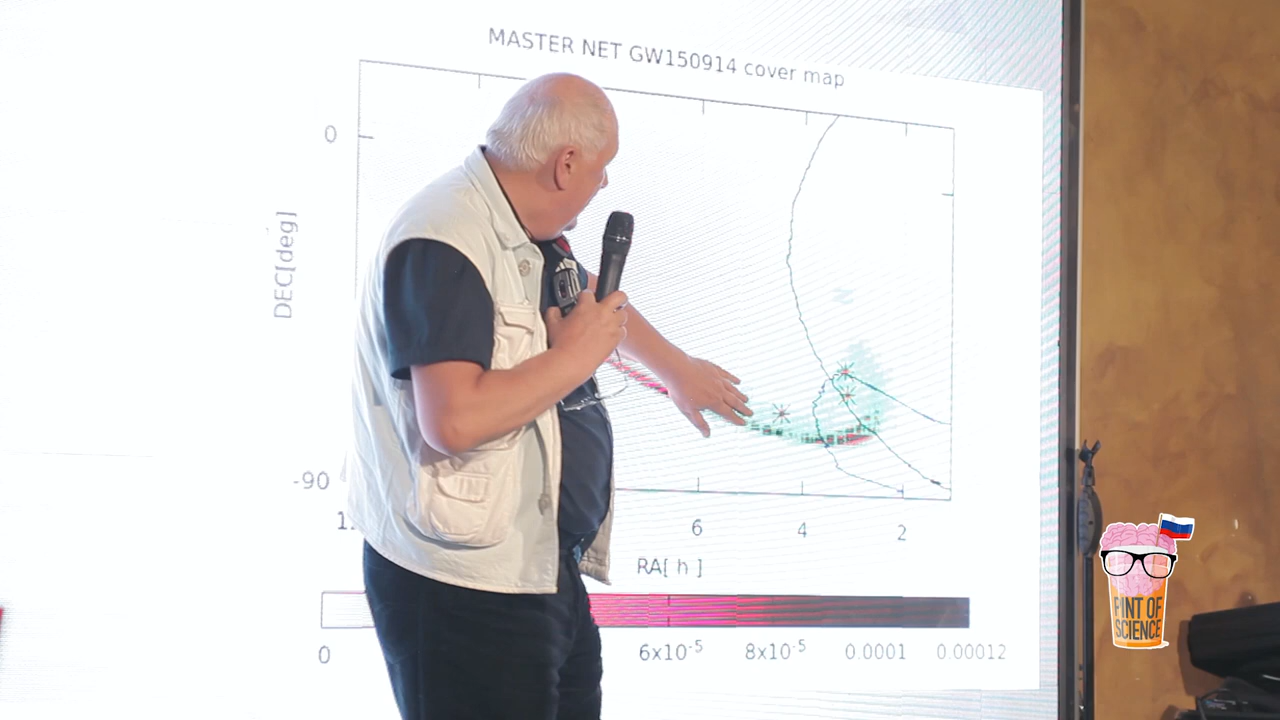 MASTER NET GW150914 cover map
0
DEC[deg]
-90
6 4 2
RA[ h ]
0 6x10⁻⁵ 8x10⁻⁵ 0.0001 0.00012
PINT OF
SCIENCE